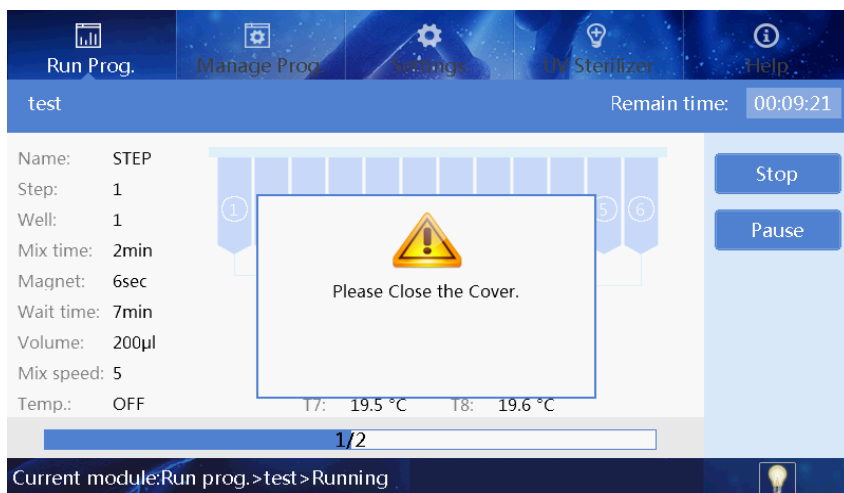 Run Prog.
Manage Prog.
Settings
UV Sterilizer
Help
test
Remain time: 00:09:21
Name: STEP
Step: 1
Well: 1
Mix time: 2min
Magnet: 6sec
Wait time: 7min
Volume: 200µl
Mix speed: 5
Temp.: OFF
1
5
6
Please Close the Cover.
T7: 19.5 °C T8: 19.6 °C
Stop
Pause
1/2
Current module:Run prog.>test>Running